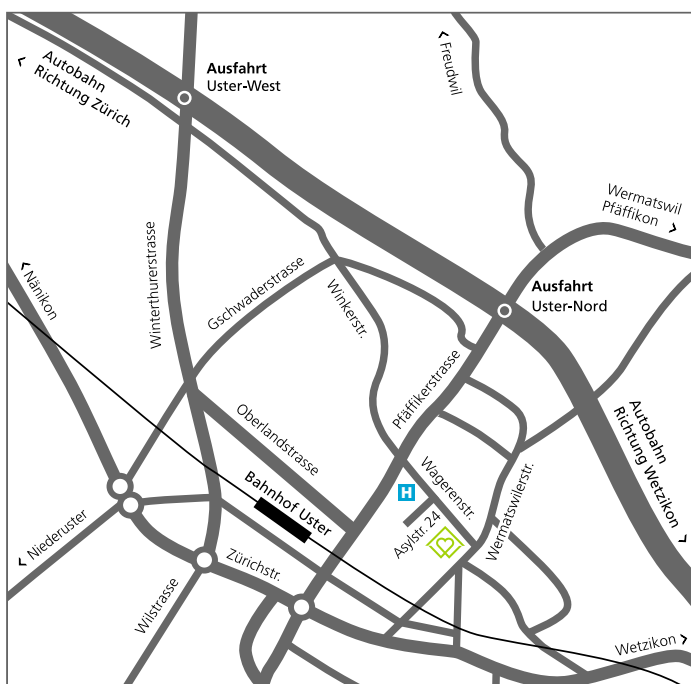 Autobahn
Richtung Zürich
Ausfahrt
Uster-West
Freudwil
Wermatswil
Pfäffikon
Nänikon
Winterthurerstrasse
Gschwaderstrasse
Winkerstr.
Ausfahrt
Uster-Nord
Pfäffikerstrasse
Oberlandstrasse
Autobahn
Richtung Wetzikon
Bahnhof Uster
H
Wagerenstr.
Asylstr. 24
Wermatswilerstr.
Niederuster
Zürichstr.
Wilstrasse
Wetzikon